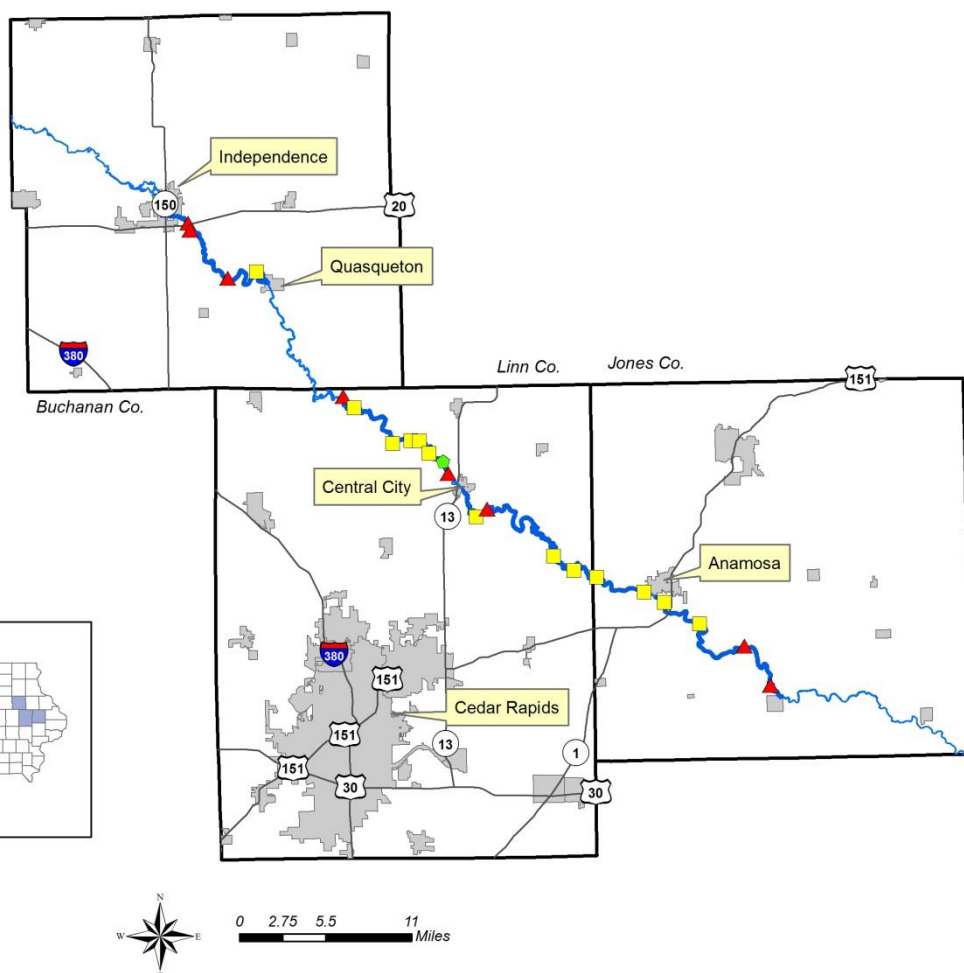 Independence
150
20
Quasqueton
380
Linn Co.
Jones Co.
151
Buchanan Co.
Central City
13
Anamosa
380
151
Cedar Rapids
151
13
1
151
30
30
N
W
E
0 2.75 5.5 11
Miles